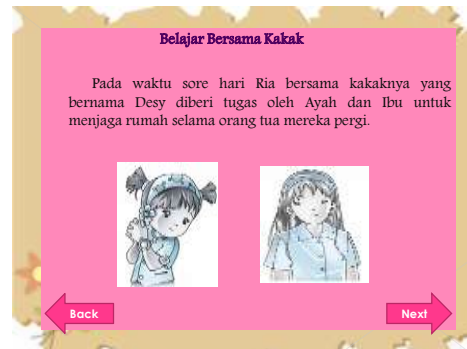 Belajar Bersama Kakak
Pada waktu sore hari Ria bersama kakaknya yang
bernama Desy diberi tugas oleh Ayah dan Ibu untuk
menjaga rumah selama orang tua mereka pergi.
Back
Next